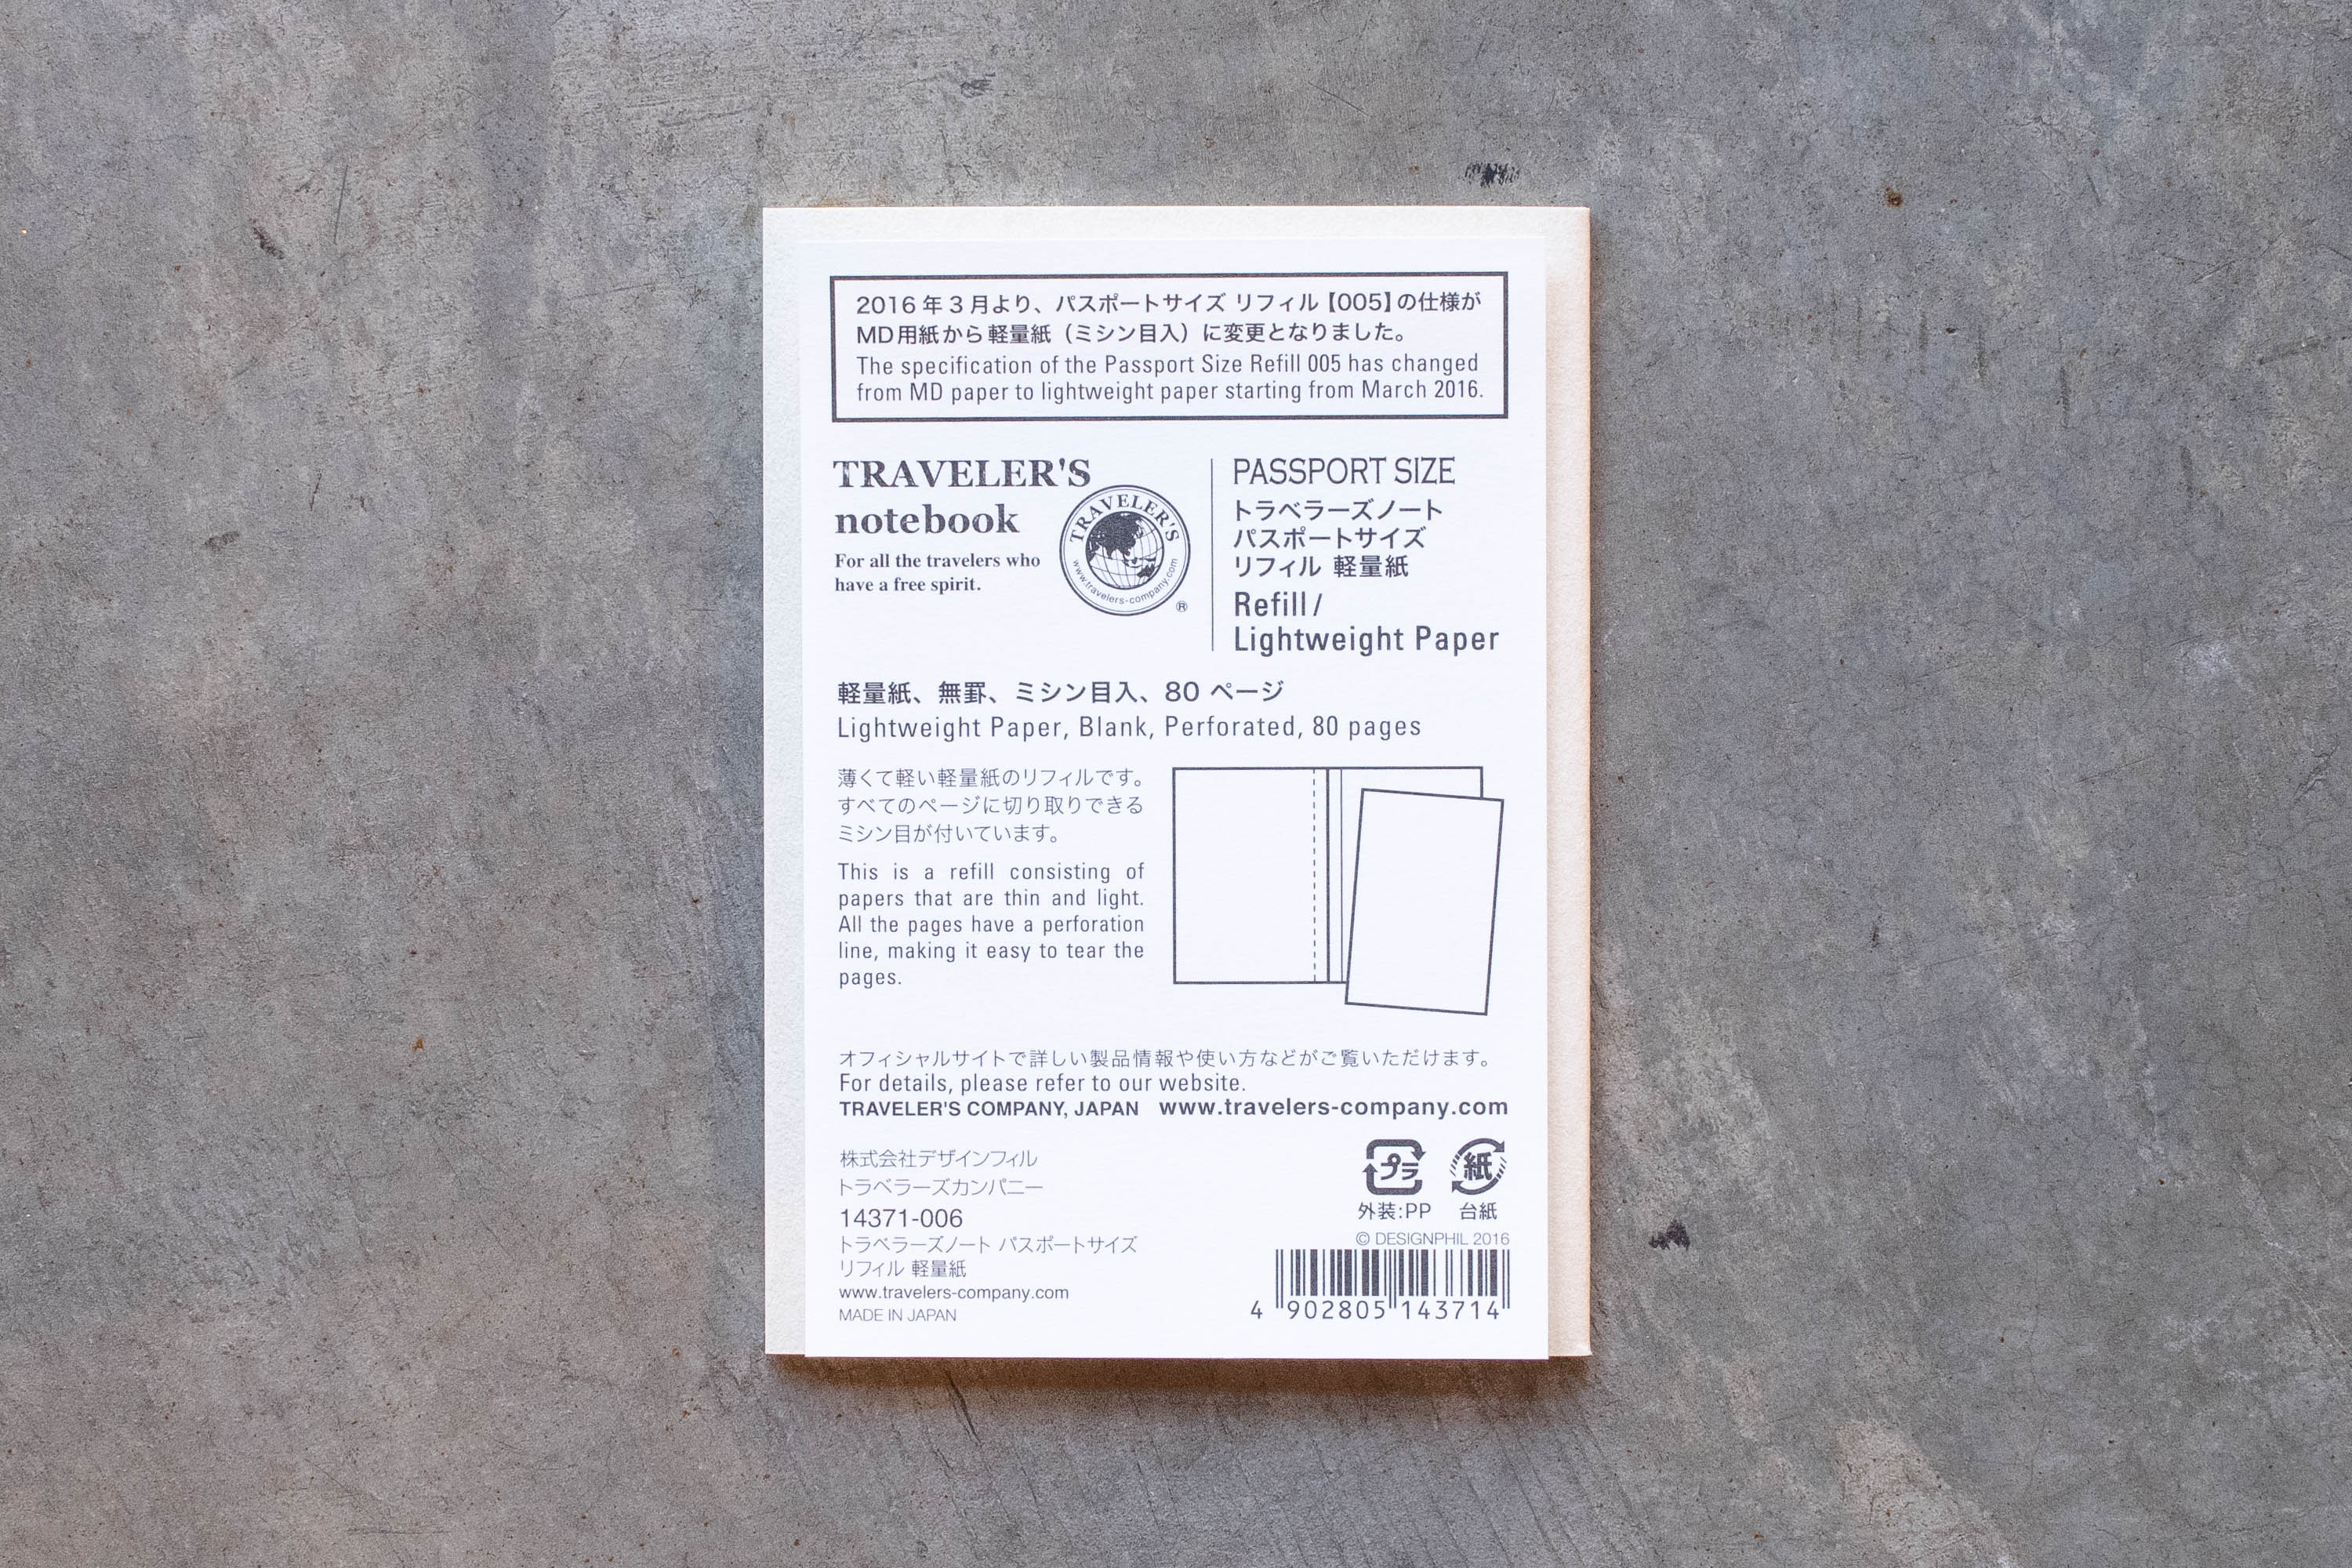 2016年3月より、パスポートサイズ リフィル【005】の仕様が
MD用紙から軽量紙（ミシン目入）に変更となりました。
The specification of the Passport Size Refill 005 has changed
from MD paper to lightweight paper starting from March 2016.
TRAVELER'S
notebook
For all the travelers who
have a free spirit.
TRAVELER'S
www.travelers-company.com
®
PASSPORT SIZE
トラベラーズノート
パスポートサイズ
リフィル 軽量紙
Refill /
Lightweight Paper
軽量紙、無罫、ミシン目入、80 ページ
Lightweight Paper, Blank, Perforated, 80 pages
薄くて軽い軽量紙のリフィルです。
すべてのページに切り取りできる
ミシン目が付いています。
This is a refill consisting of
papers that are thin and light.
All the pages have a perforation
line, making it easy to tear the
pages.
オフィシャルサイトで詳しい製品情報や使い方などがご覧いただけます。
For details, please refer to our website.
TRAVELER'S COMPANY, JAPAN www.travelers-company.com
株式会社デザインフィル
トラベラーズカンパニー
14371-006
トラベラーズノート パスポートサイズ
リフィル 軽量紙
www.travelers-company.com
MADE IN JAPAN
プラ 紙
外装:PP 台紙
© DESIGNPHIL 2016
4 902805 143714